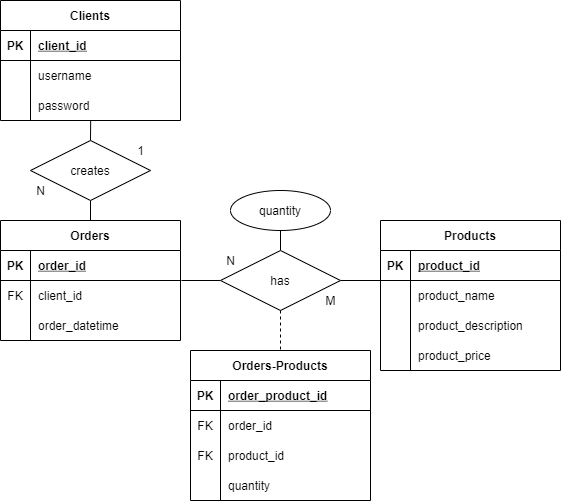 Clients
PK client_id
username
password
1
creates
N
quantity
Orders
PK order_id
FK client_id
order_datetime
N
has
M
Products
PK product_id
product_name
product_description
product_price
Orders-Products
PK order_product_id
FK order_id
FK product_id
quantity